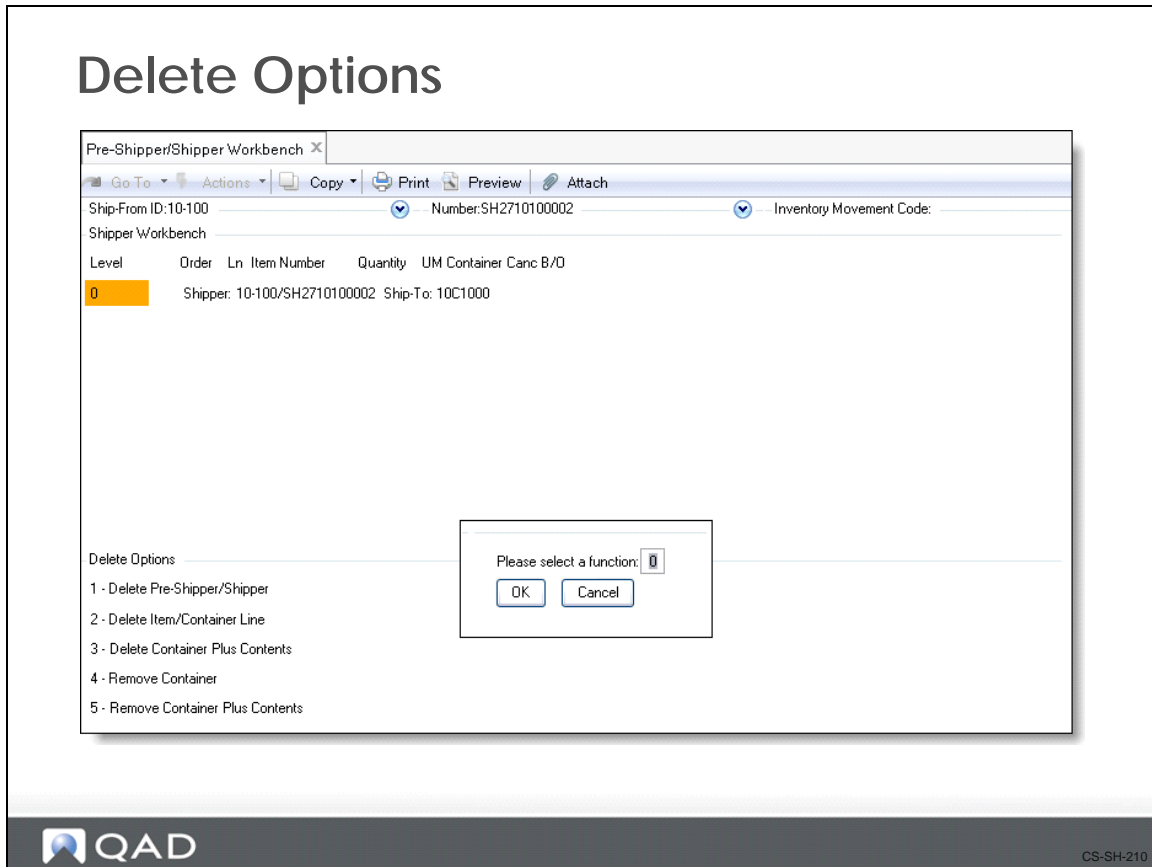 Delete Options
Pre-Shipper/Shipper Workbench X
Go To Actions Copy Print Preview Attach
Ship-From ID:10-100 Number:SH2710100002 Inventory Movement Code:
Shipper Workbench
Level Order Ln Item Number Quantity UM Container Canc B/O
0 Shipper: 10-100/SH2710100002 Ship-To: 10C1000
Please select a function: 0
OK Cancel
Delete Options
1 - Delete Pre-Shipper/Shipper
2 - Delete Item/Container Line
3 - Delete Container Plus Contents
4 - Remove Container
5 - Remove Container Plus Contents
QAD
CS-SH-210